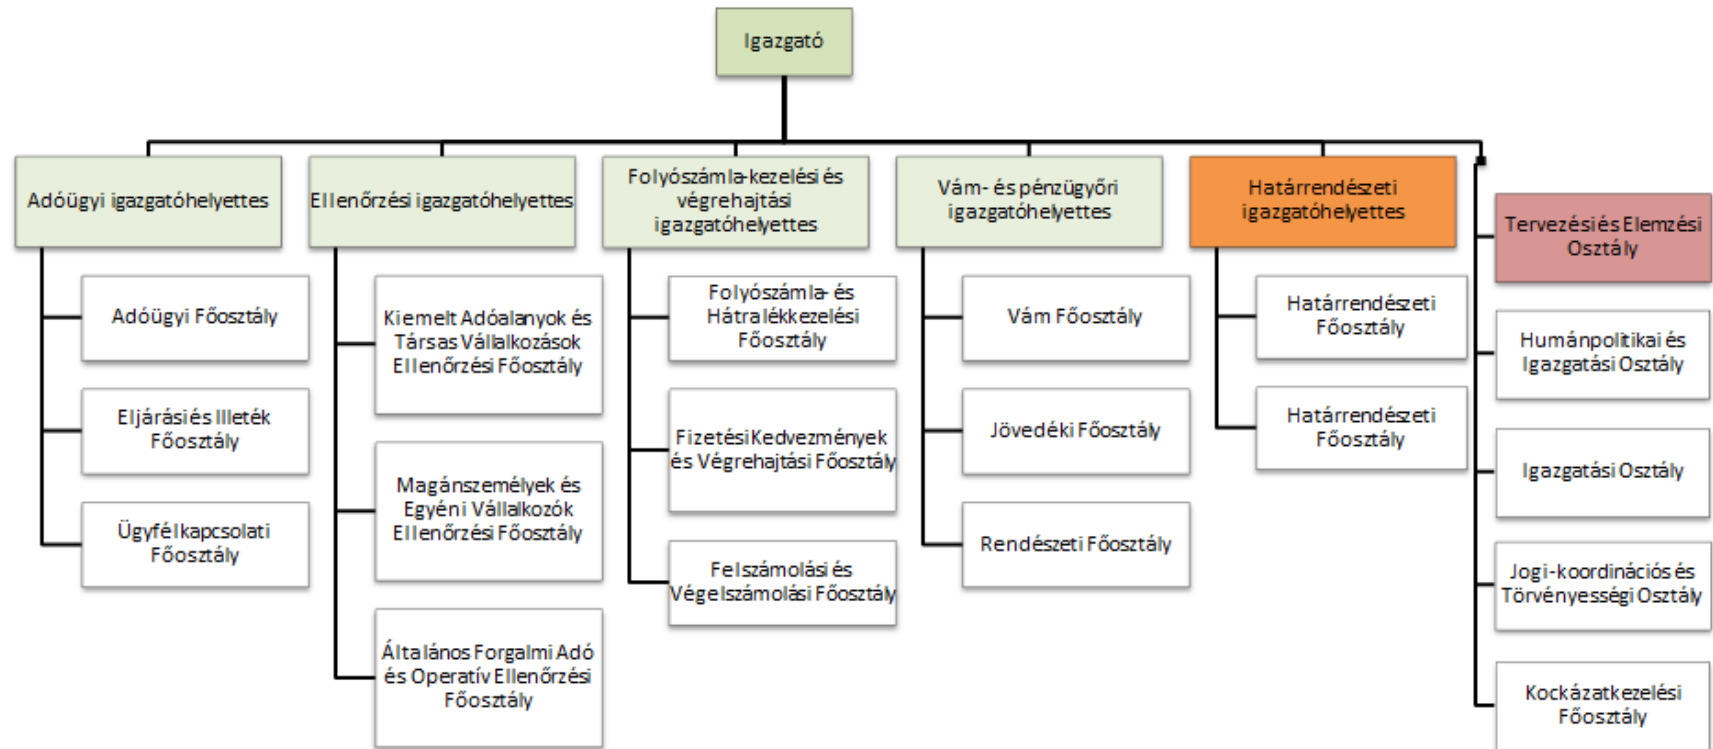 Igazgató
Adóügyi igazgatóhelyettes
Adóügyi Főosztály
Eljárási és Illeték
Főosztály
Ügyfélkapcsolati
Főosztály
Ellenőrzési igazgatóhelyettes
Kiemelt Adóalanyok és
Társas Vállalkozások
Ellenőrzési Főosztály
Magánszemélyek és
Egyéni Vállalkozók
Ellenőrzési Főosztály
Általános Forgalmi Adó
és Operatív Ellenőrzési
Főosztály
Folyószámla-kezelési és
végrehajtási
igazgatóhelyettes
Folyószámla- és
Hátralékkezelési
Főosztály
Fizetési Kedvezmények
és Végrehajtási Főosztály
Felszámolási és
Végelszámolási Főosztály
Vám- és pénzügyőri
igazgatóhelyettes
Vám Főosztály
Jövedéki Főosztály
Rendészeti Főosztály
Határrendészeti
igazgatóhelyettes
Határrendészeti
Főosztály
Határrendészeti
Főosztály
Tervezési és Elemzési
Osztály
Humánpolitikai és
Igazgatási Osztály
Igazgatási Osztály
Jogi-koordinációs és
Törvényességi Osztály
Kockázatkezelési
Főosztály